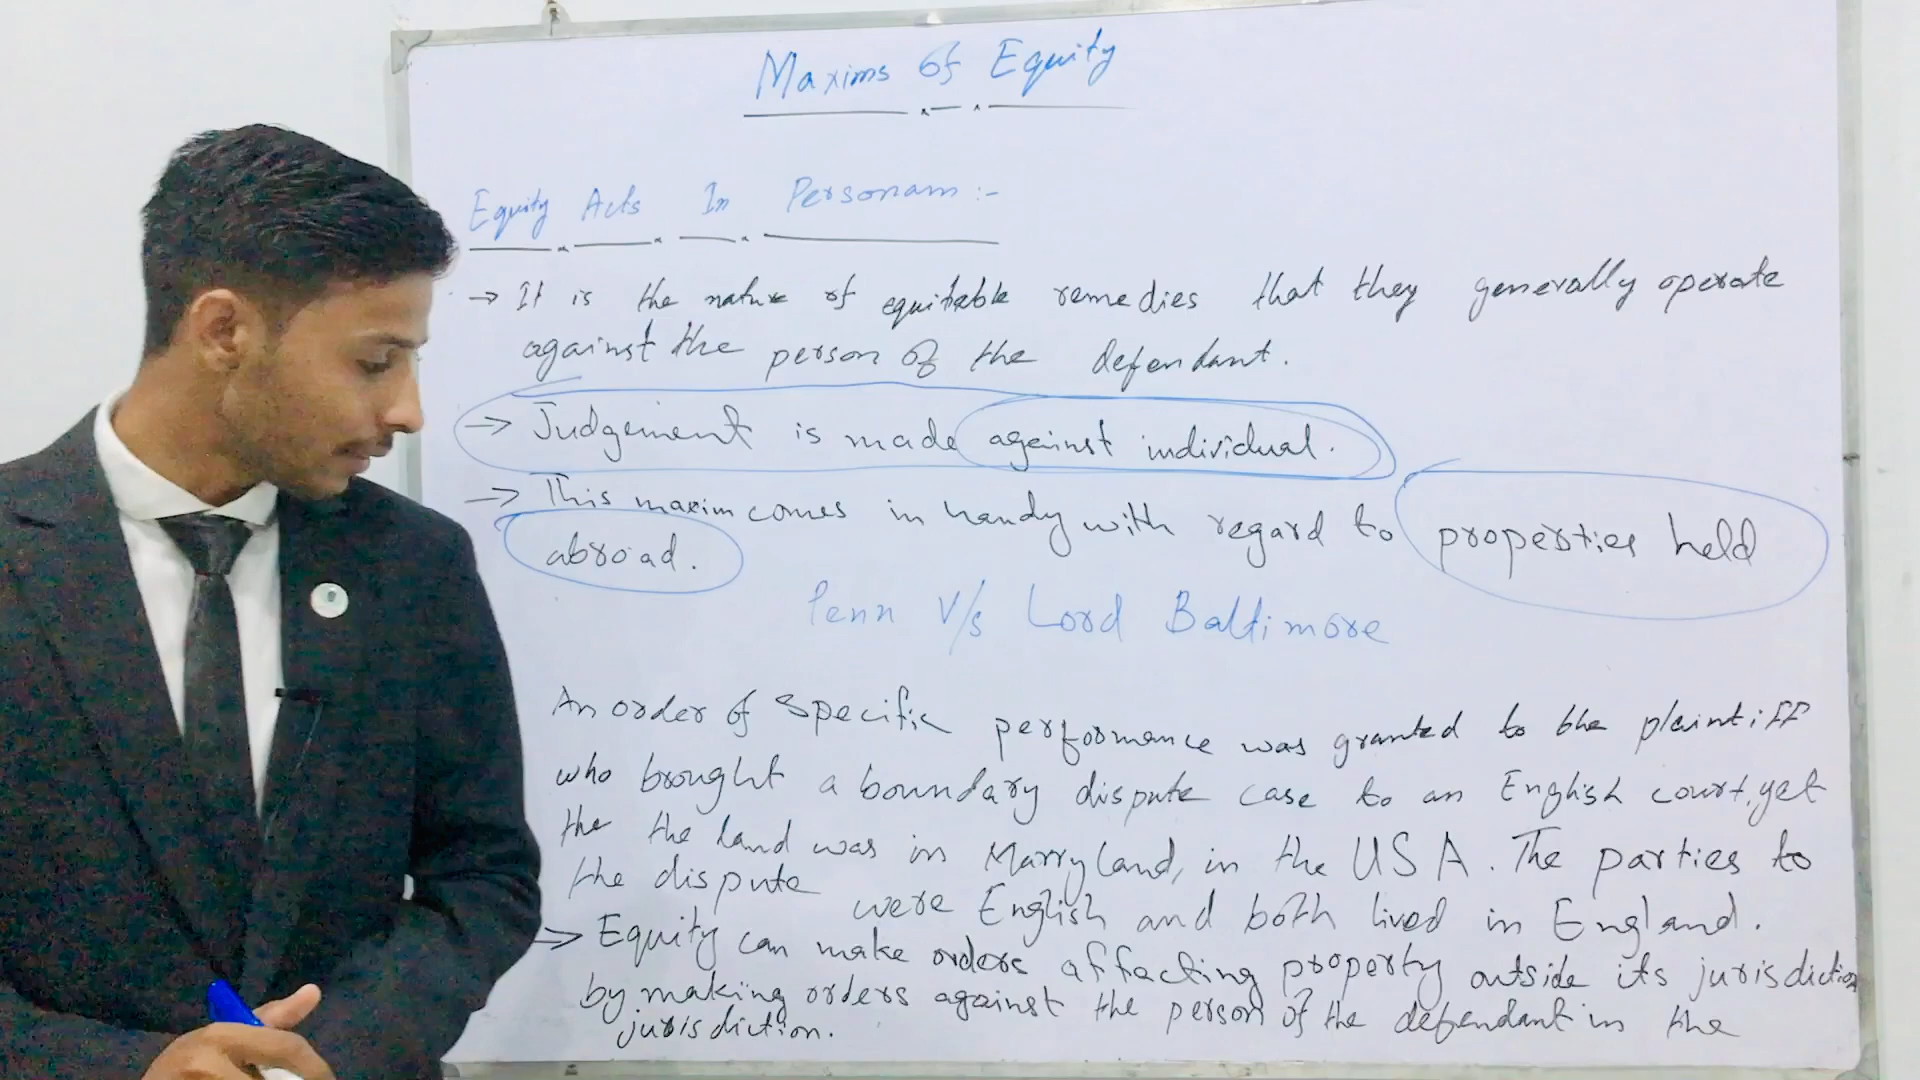 Maxims of Equity
Equity Acts In Personam:-
→ It is the nature of equitable remedies that they generally operate
against the person of the defendant.
→ Judgement is made against individual.
→ This maxim comes in handy with regard to properties held
abroad.
Penn V/s Lord Baltimore
An order of Specific performance was granted to the plaintiff
who brought a boundary dispute case to an English court, yet
the the land was in Marryland, in the USA. The parties to
the dispute were English and both lived in England.
→ Equity can make orders affecting property outside its jurisdiction
by making orders against the person of the defendant in the
jurisdiction.